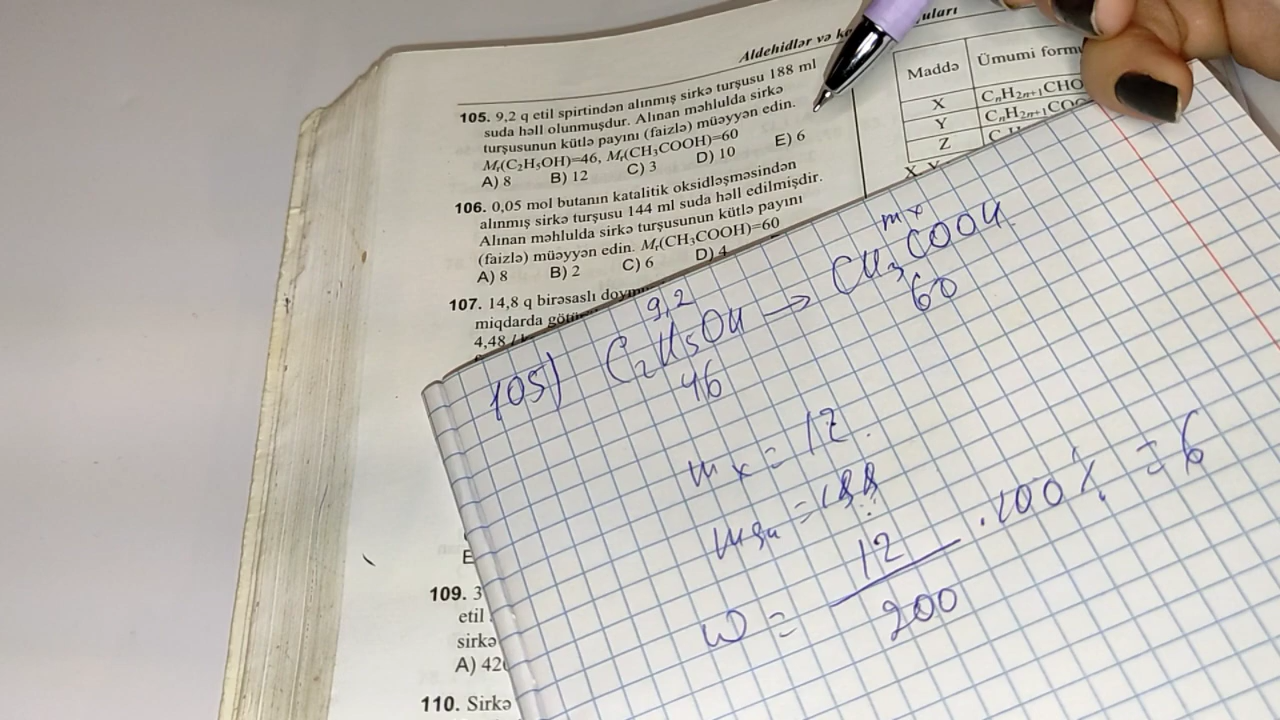 Aldehidlər və
105. 9,2 q etil spirtindən alınmış sirkə turşusu 188 ml
suda həll olunmuşdur. Alınan məhlulda sirkə
turşusunun kütlə payını (faizlə) müəyyən edin.
Mᵣ(C₂H₅OH)=46, Mᵣ(CH₃COOH)=60
A) 8 B) 12 C) 3 D) 10 E) 6
106. 0,05 mol butanın katalitik oksidləşməsindən
alınmış sirkə turşusu 144 ml suda həll edilmişdir.
Alınan məhlulda sirkə turşusunun kütlə payını
(faizlə) müəyyən edin. Mᵣ(CH₃COOH)=60
A) 8 B) 2 C) 6 D) 4
107. 14,8 q birəsaslı
miqdarda
4,48
109. 3
etil
sirkə
A) 42
110. Sirkə
Maddə Ümumi
X CₙH₂ₙ₊₁CHO
Y CₙH₂ₙ₊₁CO
Z
105) C₂H₅OH → CH₃COOH
9,2 mx
46 60
mx = 12
msu = 188
ω = 12/200 · 100% = 6